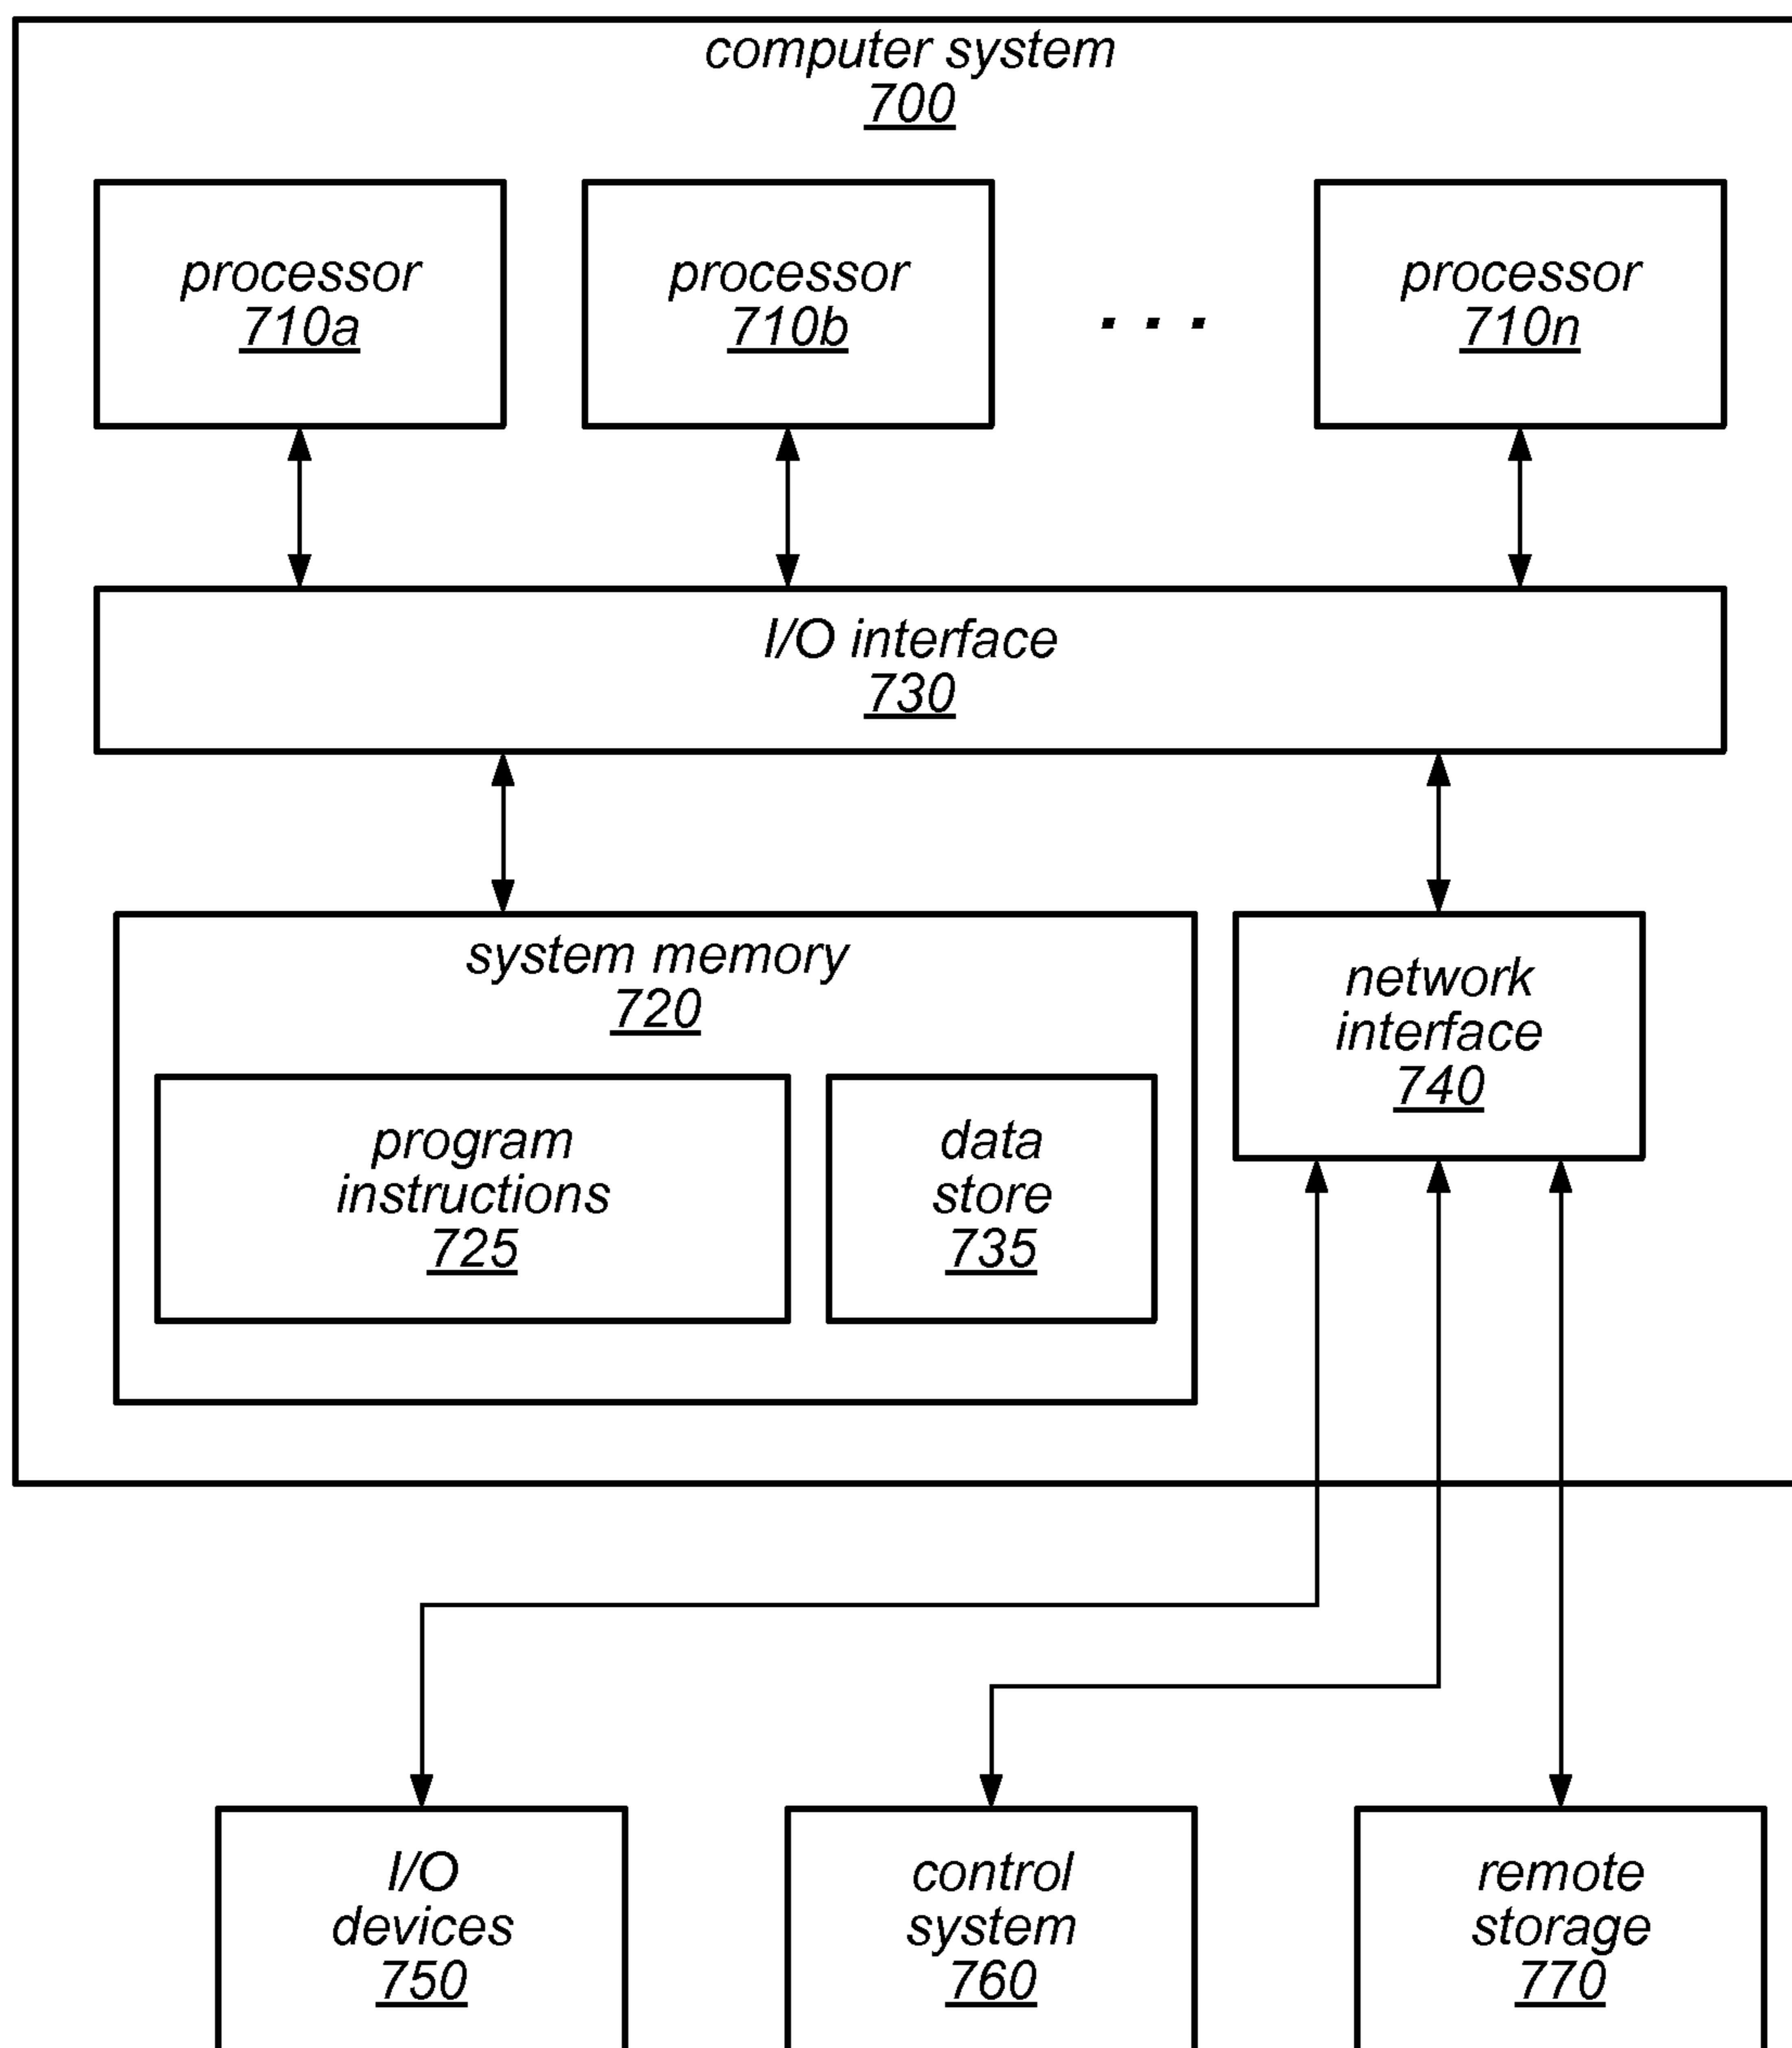 computer system
700
processor
710a
processor
710b
. . .
processor
710n
I/O interface
730
system memory
720
program
instructions
725
data
store
735
network
interface
740
I/O
devices
750
control
system
760
remote
storage
770